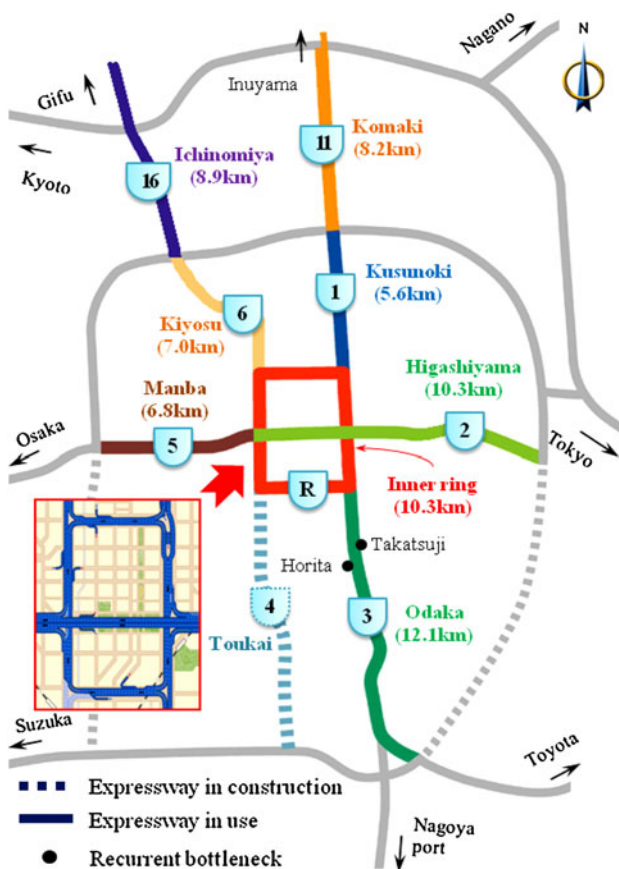 N
Nagano
Inuyama
Gifu
Komaki
(8.2km)
11
Ichinomiya
(8.9km)
16
Kyoto
Kusunoki
(5.6km)
1
6
Kiyosu
(7.0km)
Manba
(6.8km)
Higashiyama
(10.3km)
Osaka
5
2
Tokyo
R
Inner ring
(10.3km)
Takatsuji
Horita
4
3
Odaka
(12.1km)
Toukai
Suzuka
Toyota
Expressway in construction
Expressway in use
Nagoya
port
Recurrent bottleneck